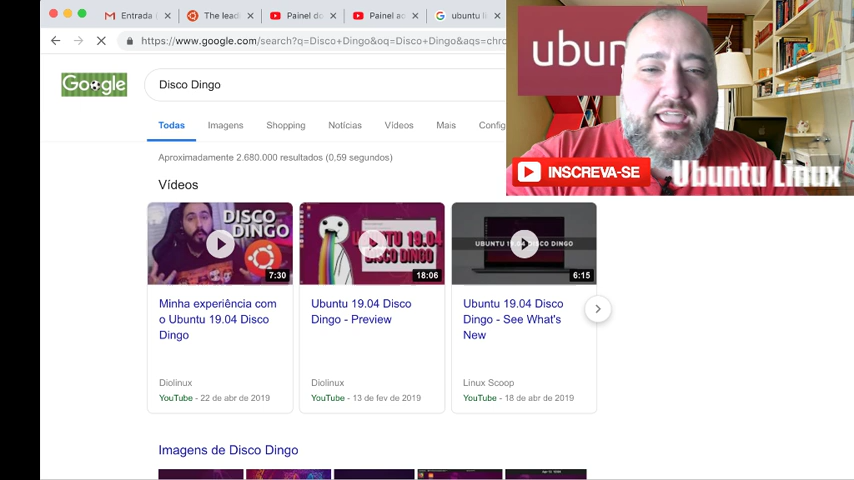 Entrada
The leadi
Painel do
Painel ac
ubuntu li
https://www.google.com/search?q=Disco+Dingo&oq=Disco+Dingo&aqs=chro
ubun
Google
Disco Dingo
Todas
Imagens
Shopping
Notícias
Vídeos
Mais
Config
Aproximadamente 2.680.000 resultados (0,59 segundos)
INSCREVA-SE
Ubuntu Linux
Vídeos
DISCO
DINGO
7:30
UBUNTU 19.04
DISCO DINGO
18:06
UBUNTU 19.04 DISCO DINGO
6:15
Minha experiência com
o Ubuntu 19.04 Disco
Dingo
Diolinux
YouTube - 22 de abr de 2019
Ubuntu 19.04 Disco
Dingo - Preview
Diolinux
YouTube - 13 de fev de 2019
Ubuntu 19.04 Disco
Dingo - See What's
New
Linux Scoop
YouTube - 18 de abr de 2019
Imagens de Disco Dingo